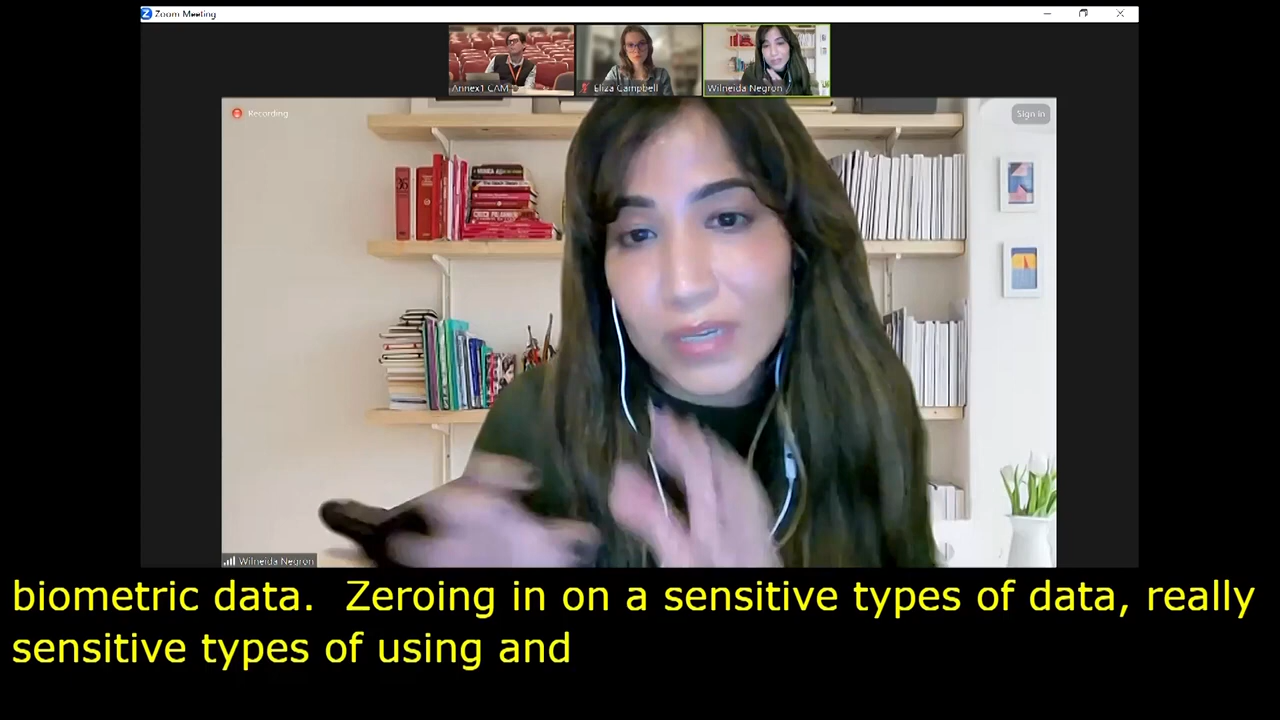 Zoom Meeting
Annex1 CAM
Eliza Campbell
Wilneida Negron
Recording
Sign in
Wilneida Negron
biometric data.  Zeroing in on a sensitive types of data, really
sensitive types of using and